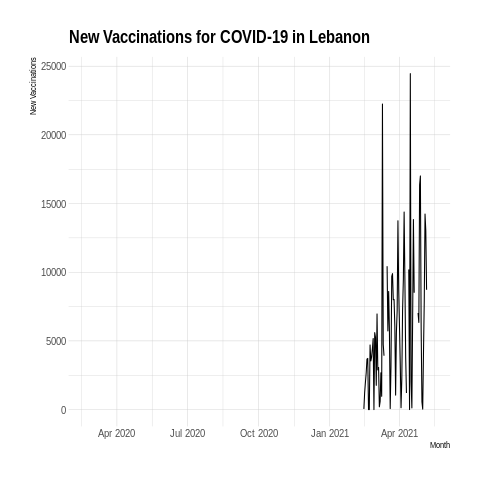 New Vaccinations for COVID-19 in Lebanon
New Vaccinations
25000
20000
15000
10000
5000
0
Apr 2020 Jul 2020 Oct 2020 Jan 2021 Apr 2021
Month